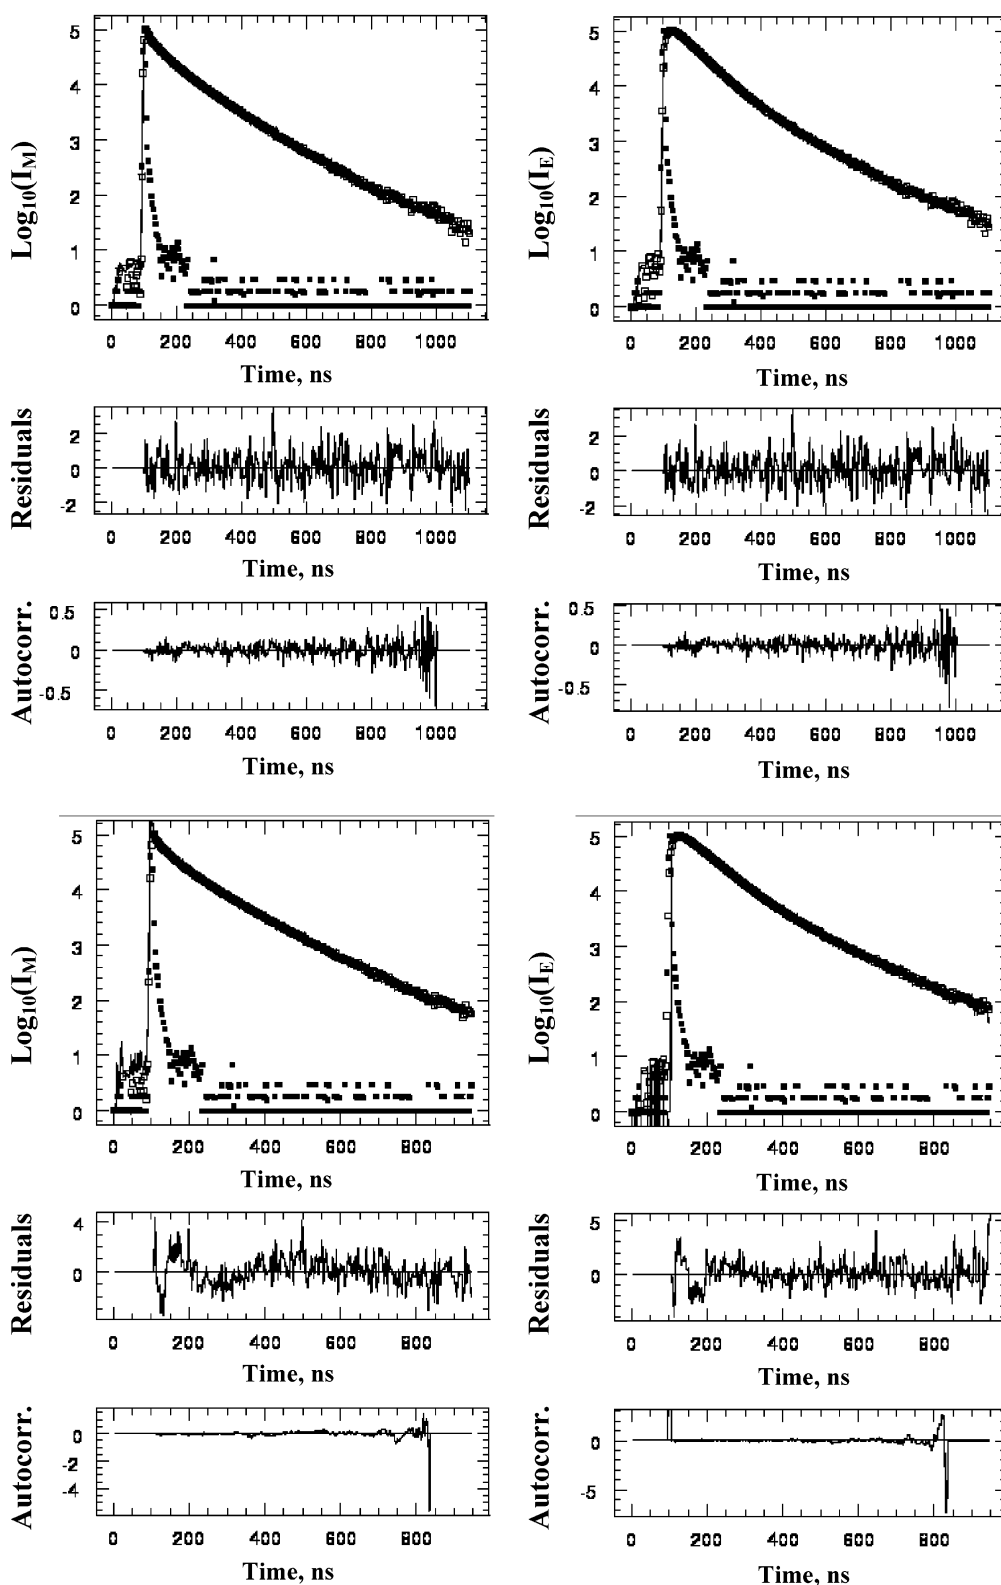 5 4 3 2 1 0
Log10(IM)
0 200 400 600 800 1000
Time, ns
5 4 3 2 1 0
Log10(IE)
0 200 400 600 800 1000
Time, ns
2 0 -2
Residuals
0 200 400 600 800 1000
Time, ns
2 0 -2
Residuals
0 200 400 600 800 1000
Time, ns
0.5 0 -0.5
Autocorr.
0 200 400 600 800 1000
Time, ns
0.5 0 -0.5
Autocorr.
0 200 400 600 800 1000
Time, ns
5 4 3 2 1 0
Log10(IM)
0 200 400 600 800
Time, ns
5 4 3 2 1 0
Log10(IE)
0 200 400 600 800
Time, ns
4 0
Residuals
0 200 400 600 800
Time, ns
5 0
Residuals
0 200 400 600 800
Time, ns
0 -2 -4
Autocorr.
0 200 400 600 800
Time, ns
0 -5
Autocorr.
0 200 400 600 800
Time, ns